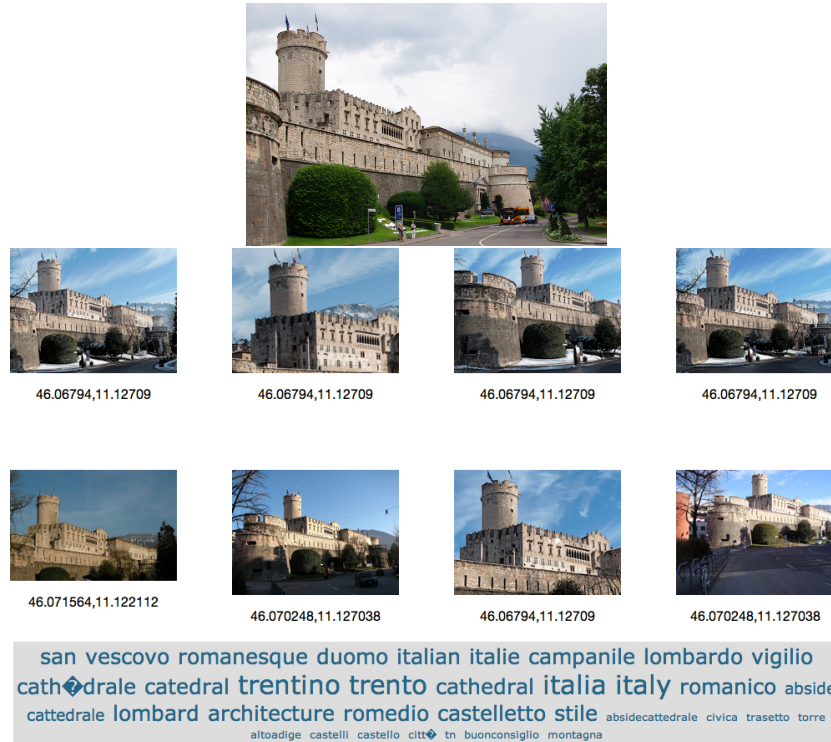 46.06794,11.12709 46.06794,11.12709 46.06794,11.12709 46.06794,11.12709
46.071564,11.122112 46.070248,11.127038 46.06794,11.12709 46.070248,11.127038
san vescovo romanesque duomo italian italie campanile lombardo vigilio
cath�drale catedral trentino trento cathedral italia italy romanico abside
cattedrale lombard architecture romedio castelletto stile absidecattedrale civica trasetto torre
altoadige castelli castello citt� tn buonconsiglio montagna